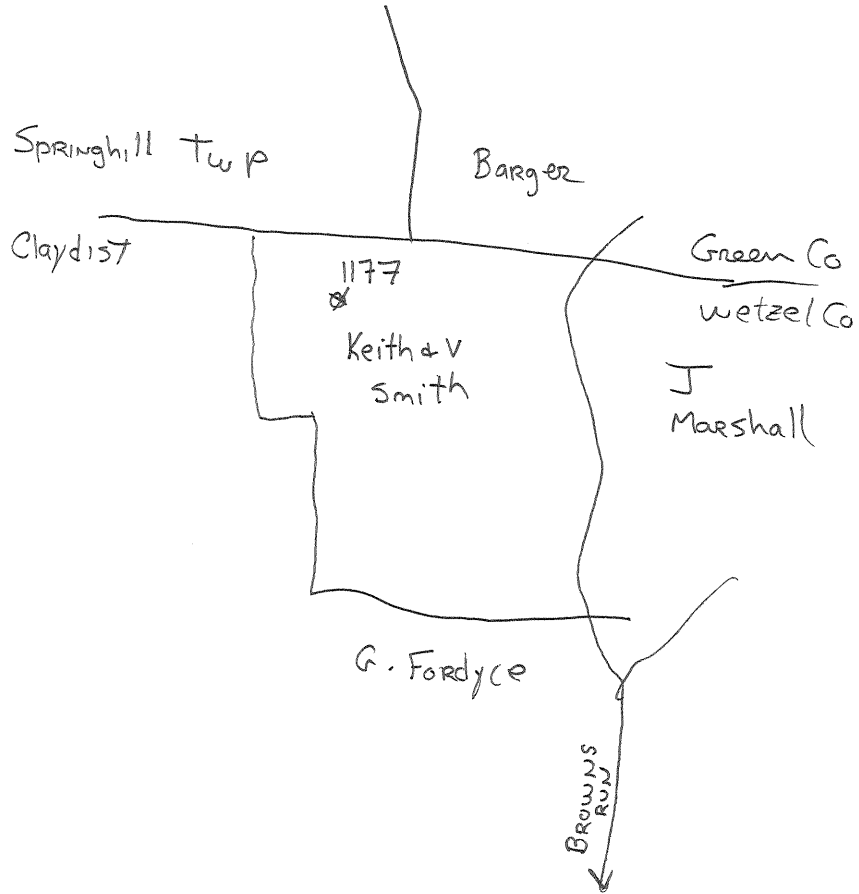 Springhill Twp
Barger
Claydist
Green Co
Wetzel Co
1177
Keith & V
Smith
J
Marshall
G. Fordyce
BROWNS
RUN